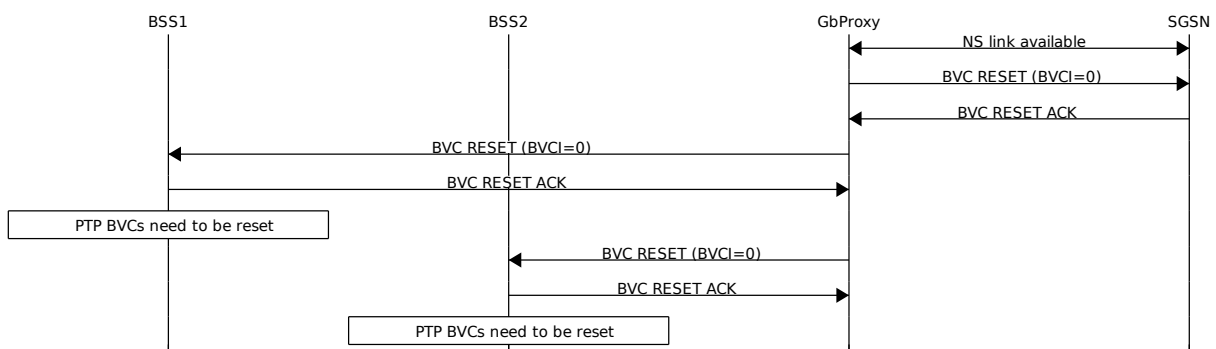 BSS1 BSS2 GbProxy SGSN
NS link available
BVC RESET (BVCI=0)
BVC RESET ACK
BVC RESET (BVCI=0)
BVC RESET ACK
PTP BVCs need to be reset
BVC RESET (BVCI=0)
BVC RESET ACK
PTP BVCs need to be reset